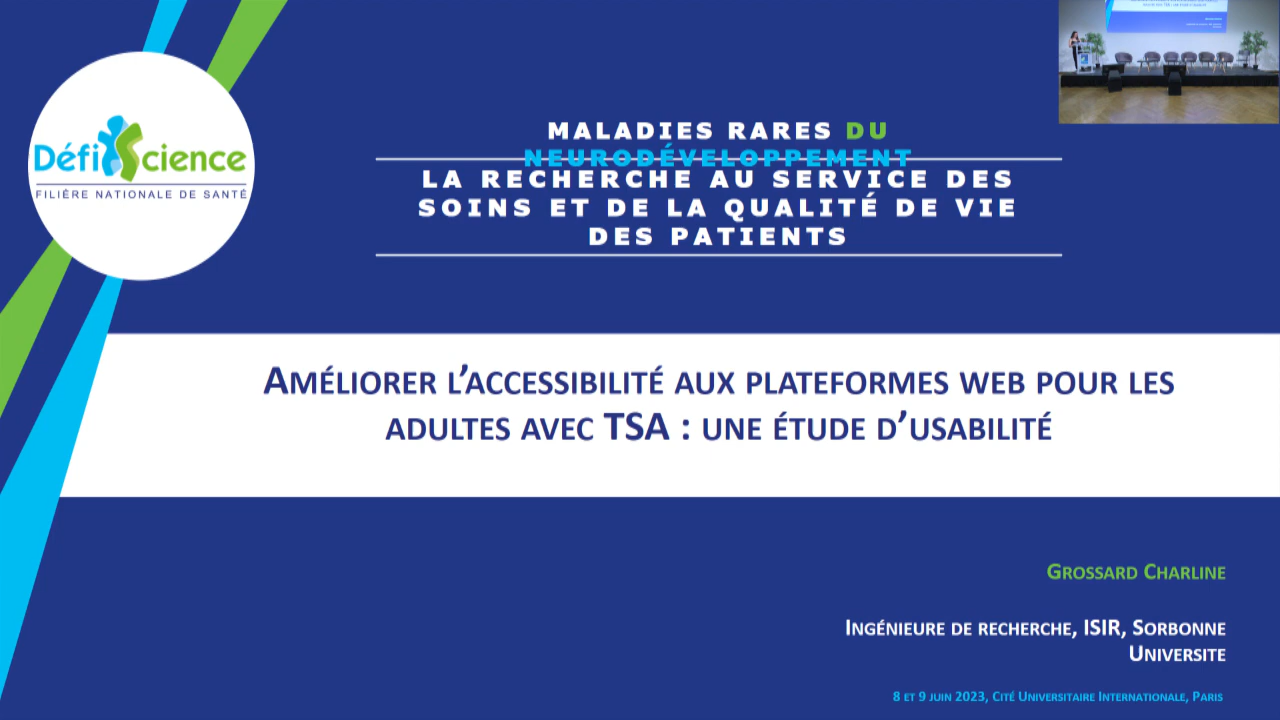 DéfiScience
FILIÈRE NATIONALE DE SANTÉ
MALADIES RARES DU
NEURODÉVELOPPEMENT
LA RECHERCHE AU SERVICE DES
SOINS ET DE LA QUALITÉ DE VIE
DES PATIENTS
AMÉLIORER L’ACCESSIBILITÉ AUX PLATEFORMES WEB POUR LES
ADULTES AVEC TSA : UNE ÉTUDE D’USABILITÉ
GROSSARD CHARLINE
INGÉNIEURE DE RECHERCHE, ISIR, SORBONNE
UNIVERSITE
8 ET 9 JUIN 2023, CITÉ UNIVERSITAIRE INTERNATIONALE, PARIS